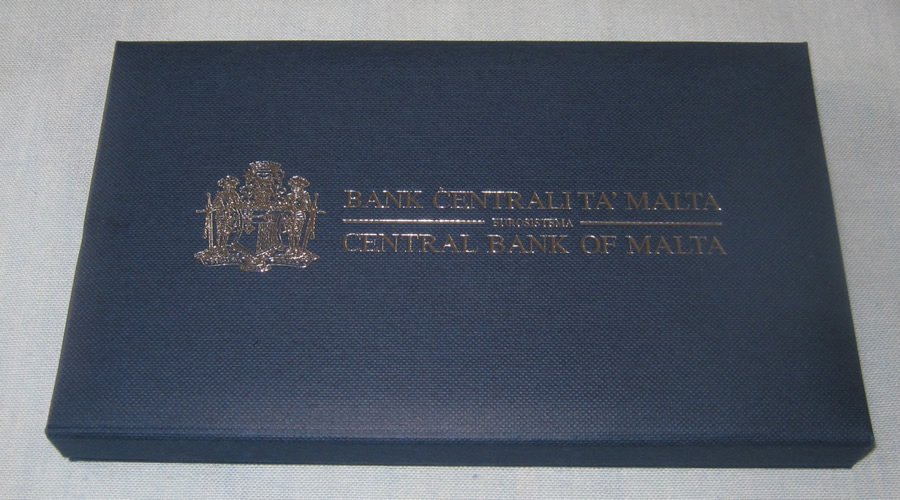 BANK ĊENTRALI TA' MALTA
EUROSISTEMA
CENTRAL BANK OF MALTA